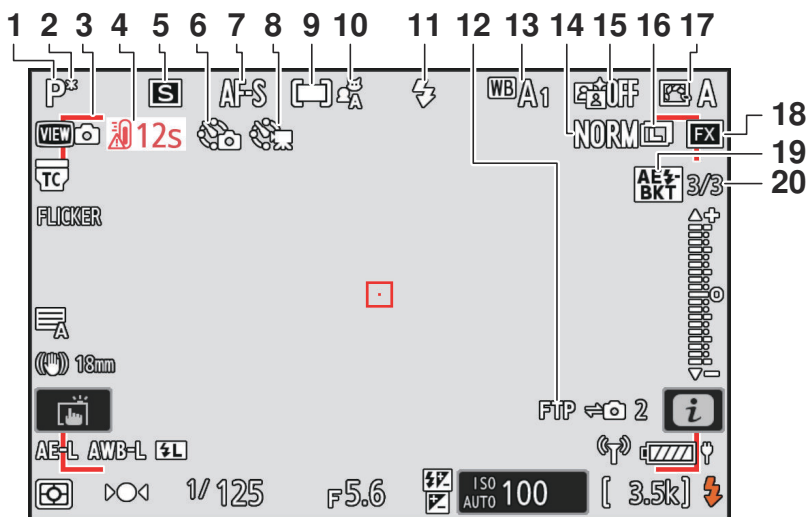 1 2 3 4 5 6 7 8 9 10 11 12 13 14 15 16 17
P* S AF-S WB A1 OFF A
VIEW 12s NORM L FX 18
TC AE BKT 3/3 19
20
FLICKER
A
18mm
FTP 2 i
AE-L AWB-L L
1/125 F5.6 ISO AUTO 100 [ 3.5k]